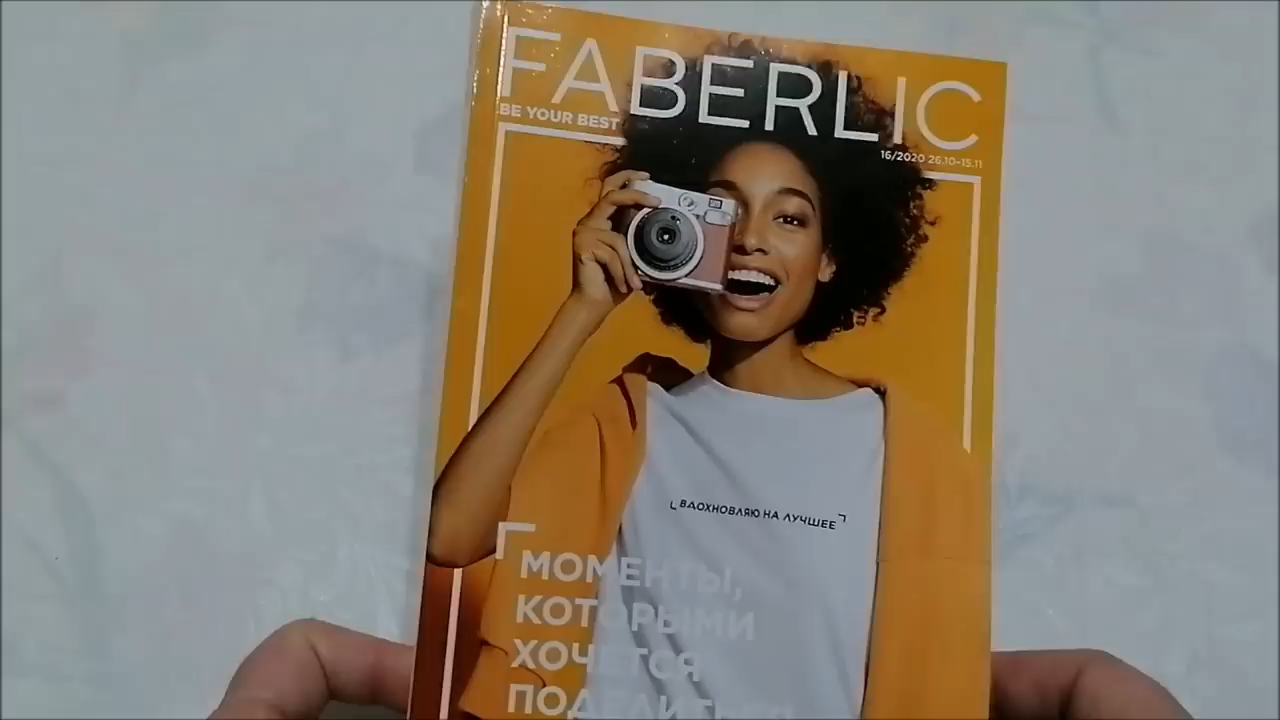 FABERLIC
BE YOUR BEST
16/2020 26.10-15.11
ВДОХНОВЛЯЮ НА ЛУЧШЕЕ
МОМЕНТЫ,
КОТОРЫМИ
ХОЧЕТСЯ